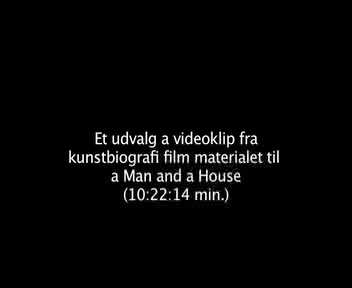 Et udvalg a videoklip fra
kunstbiografi film materialet til
a Man and a House
(10:22:14 min.)